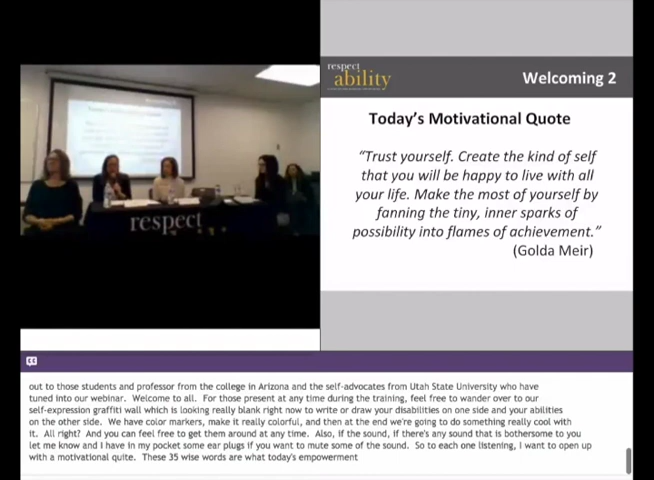 respect
ability
Welcoming 2
Today's Motivational Quote
"Trust yourself. Create the kind of self
that you will be happy to live with all
your life. Make the most of yourself by
fanning the tiny, inner sparks of
possibility into flames of achievement."
(Golda Meir)
respect
out to those students and professor from the college in Arizona and the self-advocates from Utah State University who have
tuned into our webinar. Welcome to all. For those present at any time during the training, feel free to wander over to our
self-expression graffiti wall which is looking really blank right now to write or draw your disabilities on one side and your abilities
on the other side. We have color markers, make it really colorful, and then at the end we're going to do something really cool with
it. All right? And you can feel free to get them around at any time. Also, if the sound, if there's any sound that is bothersome to you
let me know and I have in my pocket some ear plugs if you want to mute some of the sound. So to each one listening, I want to open up
with a motivational quite. These 35 wise words are what today's empowerment